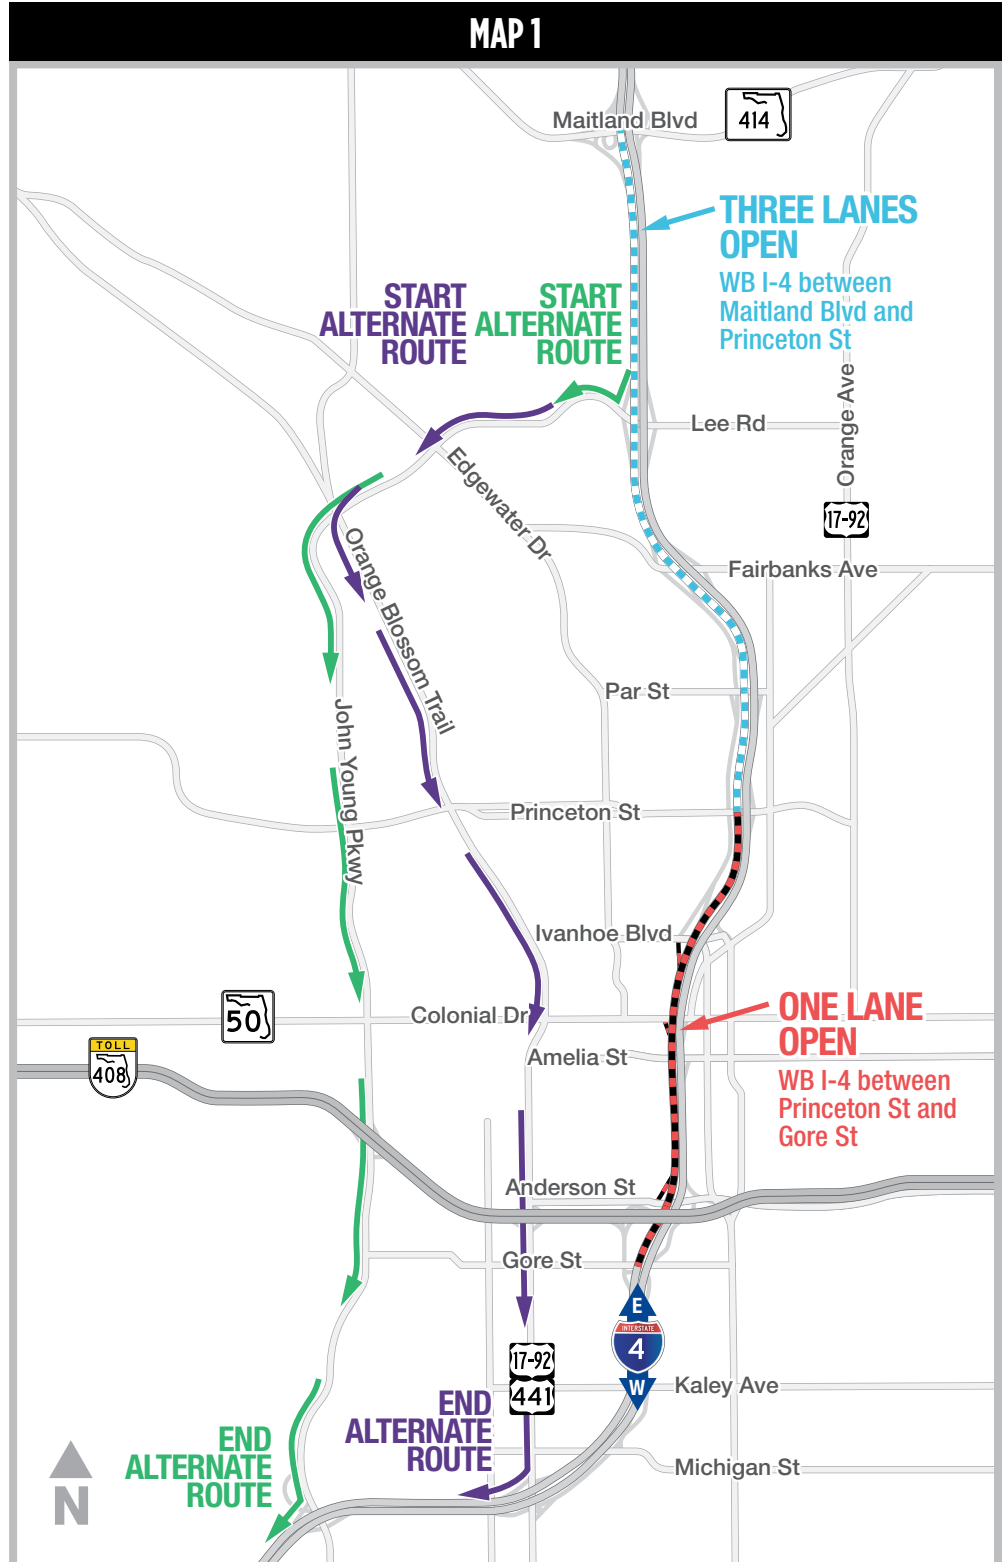 MAP 1
Maitland Blvd
414
THREE LANES
OPEN
WB I-4 between
Maitland Blvd and
Princeton St
START
ALTERNATE
ROUTE
START
ALTERNATE
ROUTE
Lee Rd
Orange Ave
17-92
Edgewater Dr
Orange Blossom Trail
Fairbanks Ave
Par St
John Young Pkwy
Princeton St
Ivanhoe Blvd
50
Colonial Dr
ONE LANE
OPEN
WB I-4 between
Princeton St and
Gore St
TOLL
408
Amelia St
Anderson St
Gore St
E
INTERSTATE
4
W
17-92
441
Kaley Ave
END
ALTERNATE
ROUTE
END
ALTERNATE
ROUTE
Michigan St
N